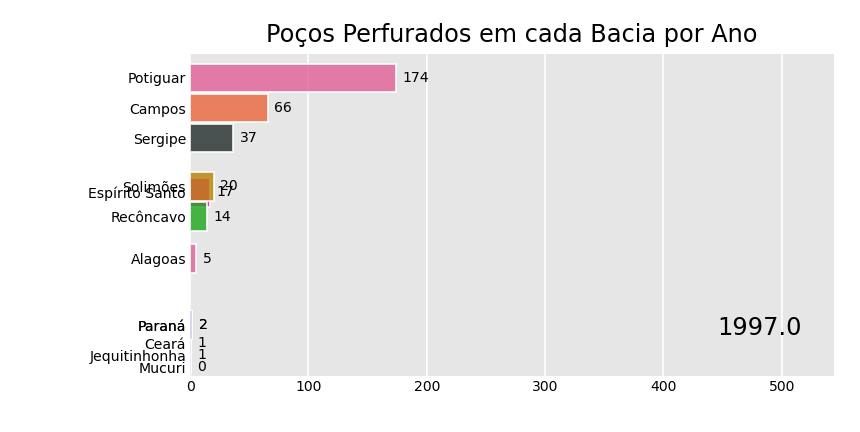 Poços Perfurados em cada Bacia por Ano
Potiguar 174
Campos 66
Sergipe 37
Solimões 20
Espírito Santo 17
Recôncavo 14
Alagoas 5
Paraná 2
1997.0
Ceará 1
Jequitinhonha 1
Mucuri 0
0 100 200 300 400 500